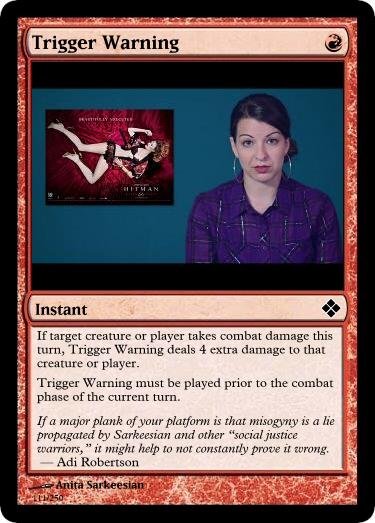 Trigger Warning
BEAUTIFULLY EXECUTED
HITMAN
Instant
If target creature or player takes combat damage this
turn, Trigger Warning deals 4 extra damage to that
creature or player.
Trigger Warning must be played prior to the combat
phase of the current turn.
If a major plank of your platform is that misogyny is a lie
propagated by Sarkeesian and other “social justice
warriors,” it might help to not constantly prove it wrong.
— Adi Robertson
Anita Sarkeesian
111/250